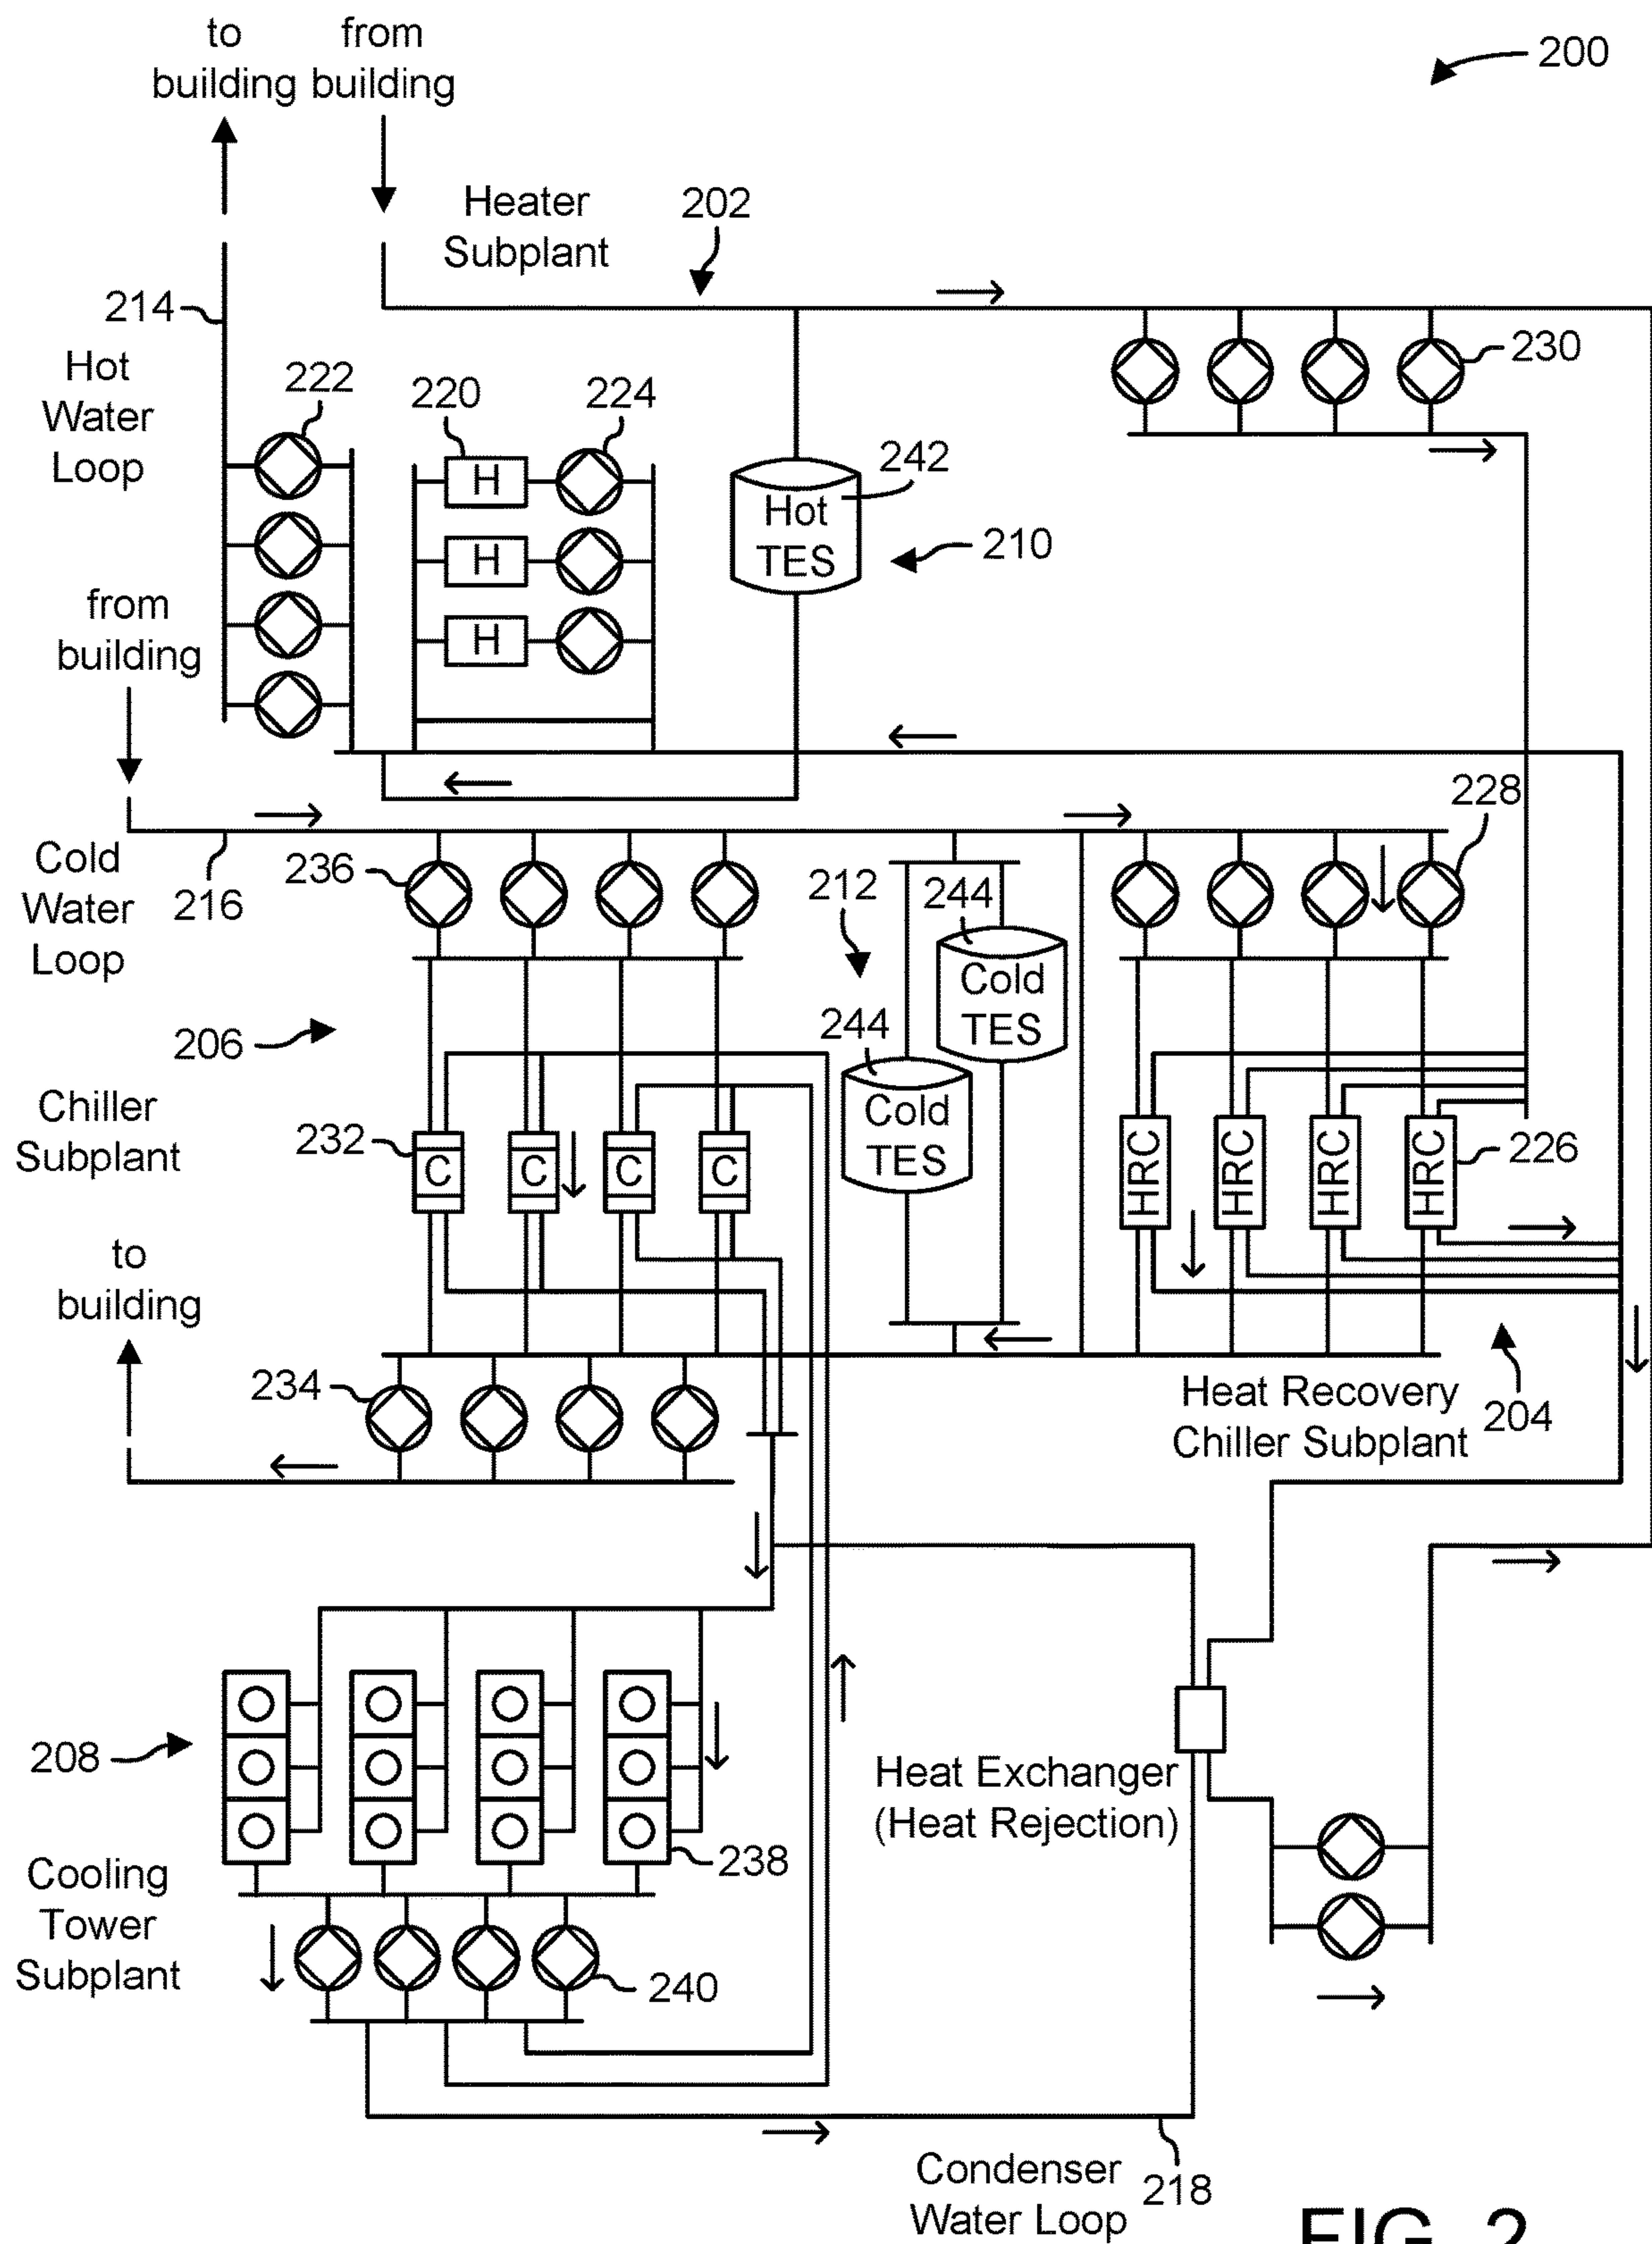 to from
building building
200
Heater
Subplant
202
214
Hot
Water
Loop
222
220
224
230
Hot
TES
242
210
H
H
H
from
building
228
Cold
Water
Loop
216
236
212
244
Cold
TES
244
Cold
TES
206
Chiller
Subplant
232
C
C
C
C
HRC
HRC
HRC
HRC
226
to
building
234
Heat Recovery
Chiller Subplant
204
208
Heat Exchanger
(Heat Rejection)
238
Cooling
Tower
Subplant
240
Condenser
Water Loop
218
FIG. 2